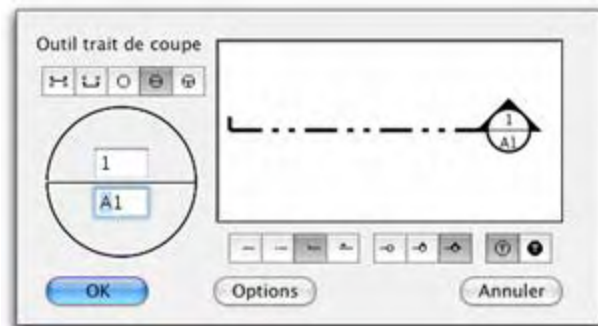 Outil trait de coupe
1
A1
1
A1
T T
OK Options Annuler